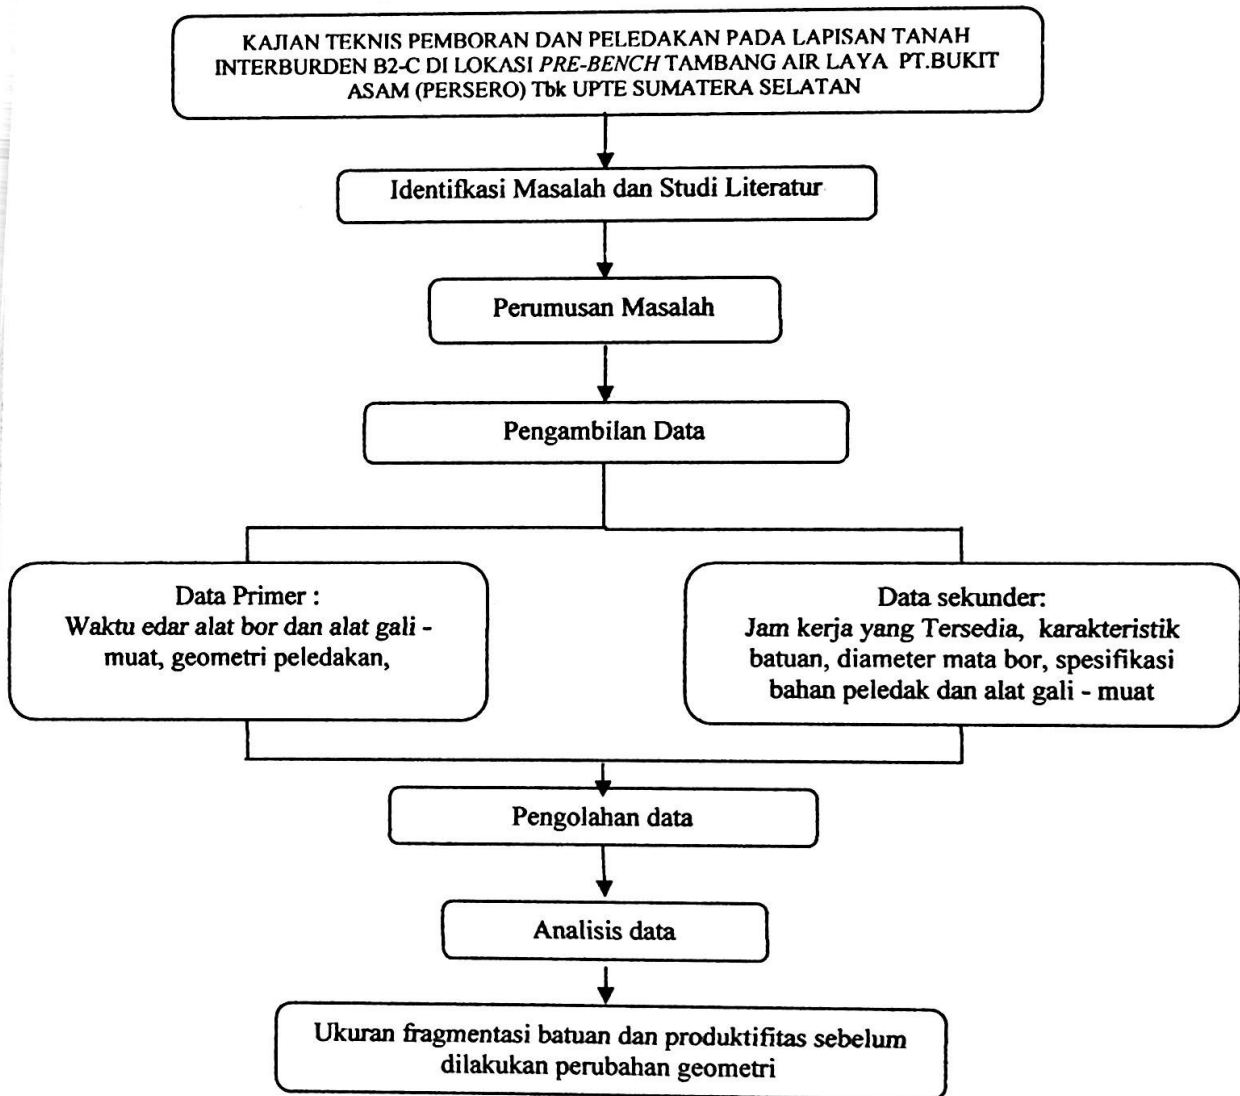 KAJIAN TEKNIS PEMBORAN DAN PELEDAKAN PADA LAPISAN TANAH
INTERBURDEN B2-C DI LOKASI PRE-BENCH TAMBANG AIR LAYA PT.BUKIT
ASAM (PERSERO) Tbk UPTE SUMATERA SELATAN
Identifkasi Masalah dan Studi Literatur
Perumusan Masalah
Pengambilan Data
Data Primer :
Waktu edar alat bor dan alat gali -
muat, geometri peledakan,
Data sekunder:
Jam kerja yang Tersedia, karakteristik
batuan, diameter mata bor, spesifikasi
bahan peledak dan alat gali - muat
Pengolahan data
Analisis data
Ukuran fragmentasi batuan dan produktifitas sebelum
dilakukan perubahan geometri